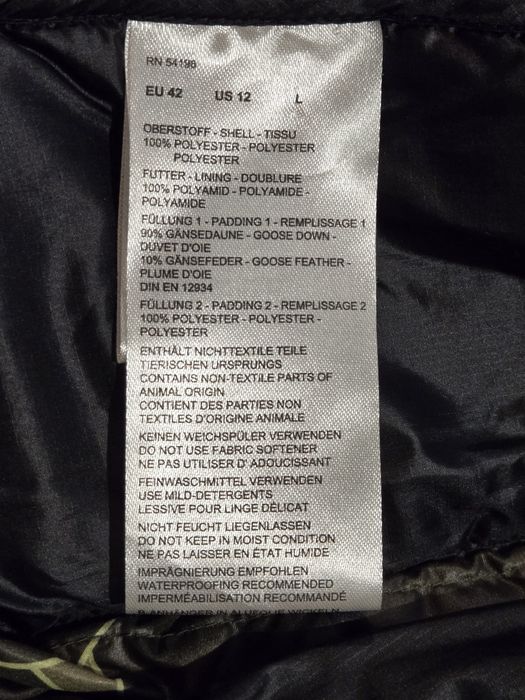 RN 54198
EU 42 US 12 L
OBERSTOFF - SHELL - TISSU
100% POLYESTER - POLYESTER
POLYESTER
FUTTER - LINING - DOUBLURE
100% POLYAMID - POLYAMIDE -
POLYAMIDE
FÜLLUNG 1 - PADDING 1 - REMPLISSAGE 1
90% GÄNSEDAUNE - GOOSE DOWN -
DUVET D'OIE
10% GÄNSEFEDER - GOOSE FEATHER -
PLUME D'OIE
DIN EN 12934
FÜLLUNG 2 - PADDING 2 - REMPLISSAGE 2
100% POLYESTER - POLYESTER -
POLYESTER
ENTHÄLT NICHTTEXTILE TEILE
TIERISCHEN URSPRUNGS
CONTAINS NON-TEXTILE PARTS OF
ANIMAL ORIGIN
CONTIENT DES PARTIES NON
TEXTILES D'ORIGINE ANIMALE
KEINEN WEICHSPÜLER VERWENDEN
DO NOT USE FABRIC SOFTENER
NE PAS UTILISER D' ADOUCISSANT
FEINWASCHMITTEL VERWENDEN
USE MILD-DETERGENTS
LESSIVE POUR LINGE DÉLICAT
NICHT FEUCHT LIEGENLASSEN
DO NOT KEEP IN MOIST CONDITION
NE PAS LAISSER EN ÉTAT HUMIDE
IMPRÄGNIERUNG EMPFOHLEN
WATERPROOFING RECOMMENDED
IMPERMÉABILISATION RECOMMANDÉ